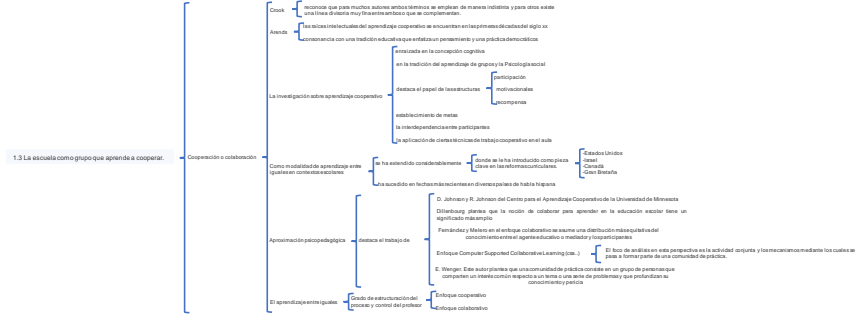 1.3 La escuela como grupo que aprende a cooperar.
Cooperación o colaboración
Crook
reconoce que para muchos autores ambos términos se emplean de manera indistinta y para otros existe
una línea divisoria muy fina entre ambos o que se complementan.
Arends
las raíces intelectuales del aprendizaje cooperativo se encuentran en las primeras décadas del siglo xx
consonancia con una tradición educativa que enfatiza un pensamiento y una práctica democráticos
La investigación sobre aprendizaje cooperativo
enraizada en la concepción cognitiva
en la tradición del aprendizaje de grupos y la Psicología social
destaca el papel de las estructuras
participación
motivacionales
recompensa
establecimiento de metas
la interdependencia entre participantes
la aplicación de ciertas técnicas de trabajo cooperativo en el aula
Como modalidad de aprendizaje entre
iguales en contextos escolares
se ha extendido considerablemente
donde se le ha introducido como pieza
clave en las reformas curriculares.
-Estados Unidos
-Israel
-Canadá
-Gran Bretaña
ha sucedido en fechas más recientes en diversos países de habla hispana
Aproximación psicopedagógica
destaca el trabajo de
D. Johnson y R. Johnson del Centro para el Aprendizaje Cooperativo de la Universidad de Minnesota
Dillenbourg plantea que la noción de colaborar para aprender en la educación escolar tiene un
significado más amplio.
Fernández y Melero en el enfoque colaborativo se asume una distribución más equitativa del
conocimiento entre el agente educativo o mediador y los participantes
Enfoque Computer Supported Collaborative Learning (csa..)
El foco de análisis en esta perspectiva es la actividad conjunta y los mecanismos mediante los cuales se
pasa a formar parte de una comunidad de práctica.
E. Wenger. Este autor plantea que una comunidad de práctica consiste en un grupo de personas que
comparten un interés común respecto a un tema o una serie de problemas y que profundizan su
conocimiento y pericia
El aprendizaje entre iguales
Grado de estructuración del
proceso y control del profesor
Enfoque cooperativo
Enfoque colaborativo